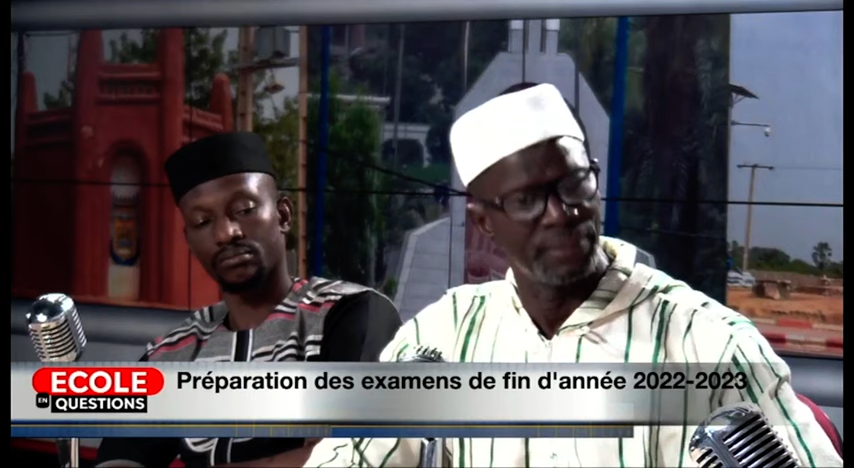 ECOLE
EN QUESTIONS
Préparation des examens de fin d'année 2022-2023